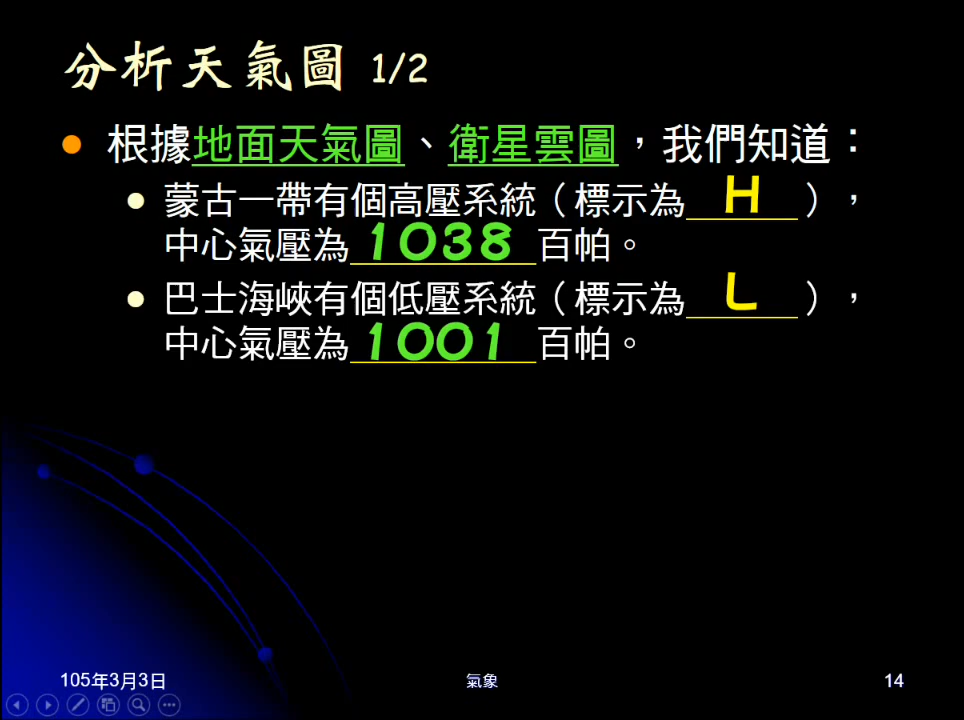 分析天氣圖 1/2
根據地面天氣圖、衛星雲圖，我們知道：
蒙古一帶有個高壓系統（標示為 H ），
中心氣壓為 1038 百帕。
巴士海峽有個低壓系統（標示為 L ），
中心氣壓為 1001 百帕。
105年3月3日 氣象 14